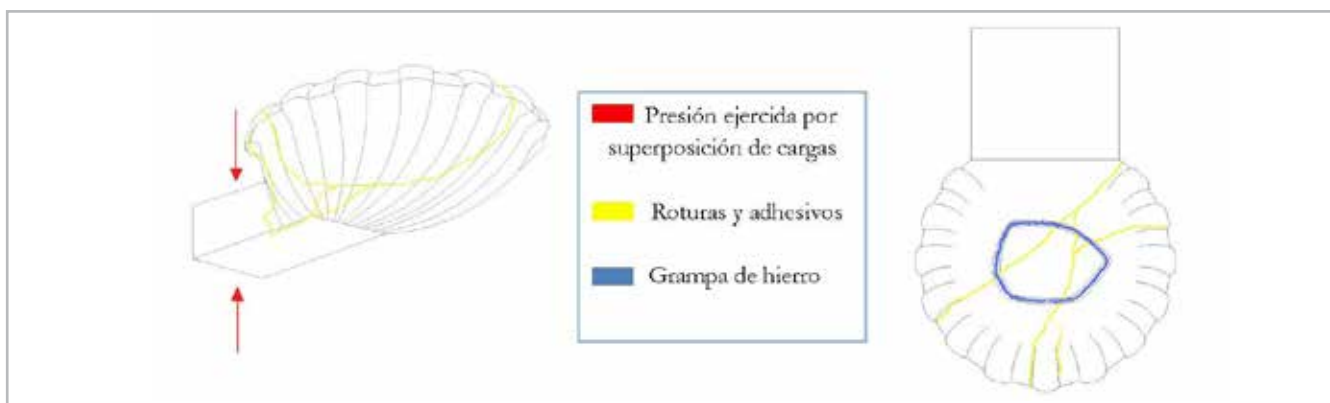 Presión ejercida por
superposición de cargas
Roturas y adhesivos
Grampa de hierro